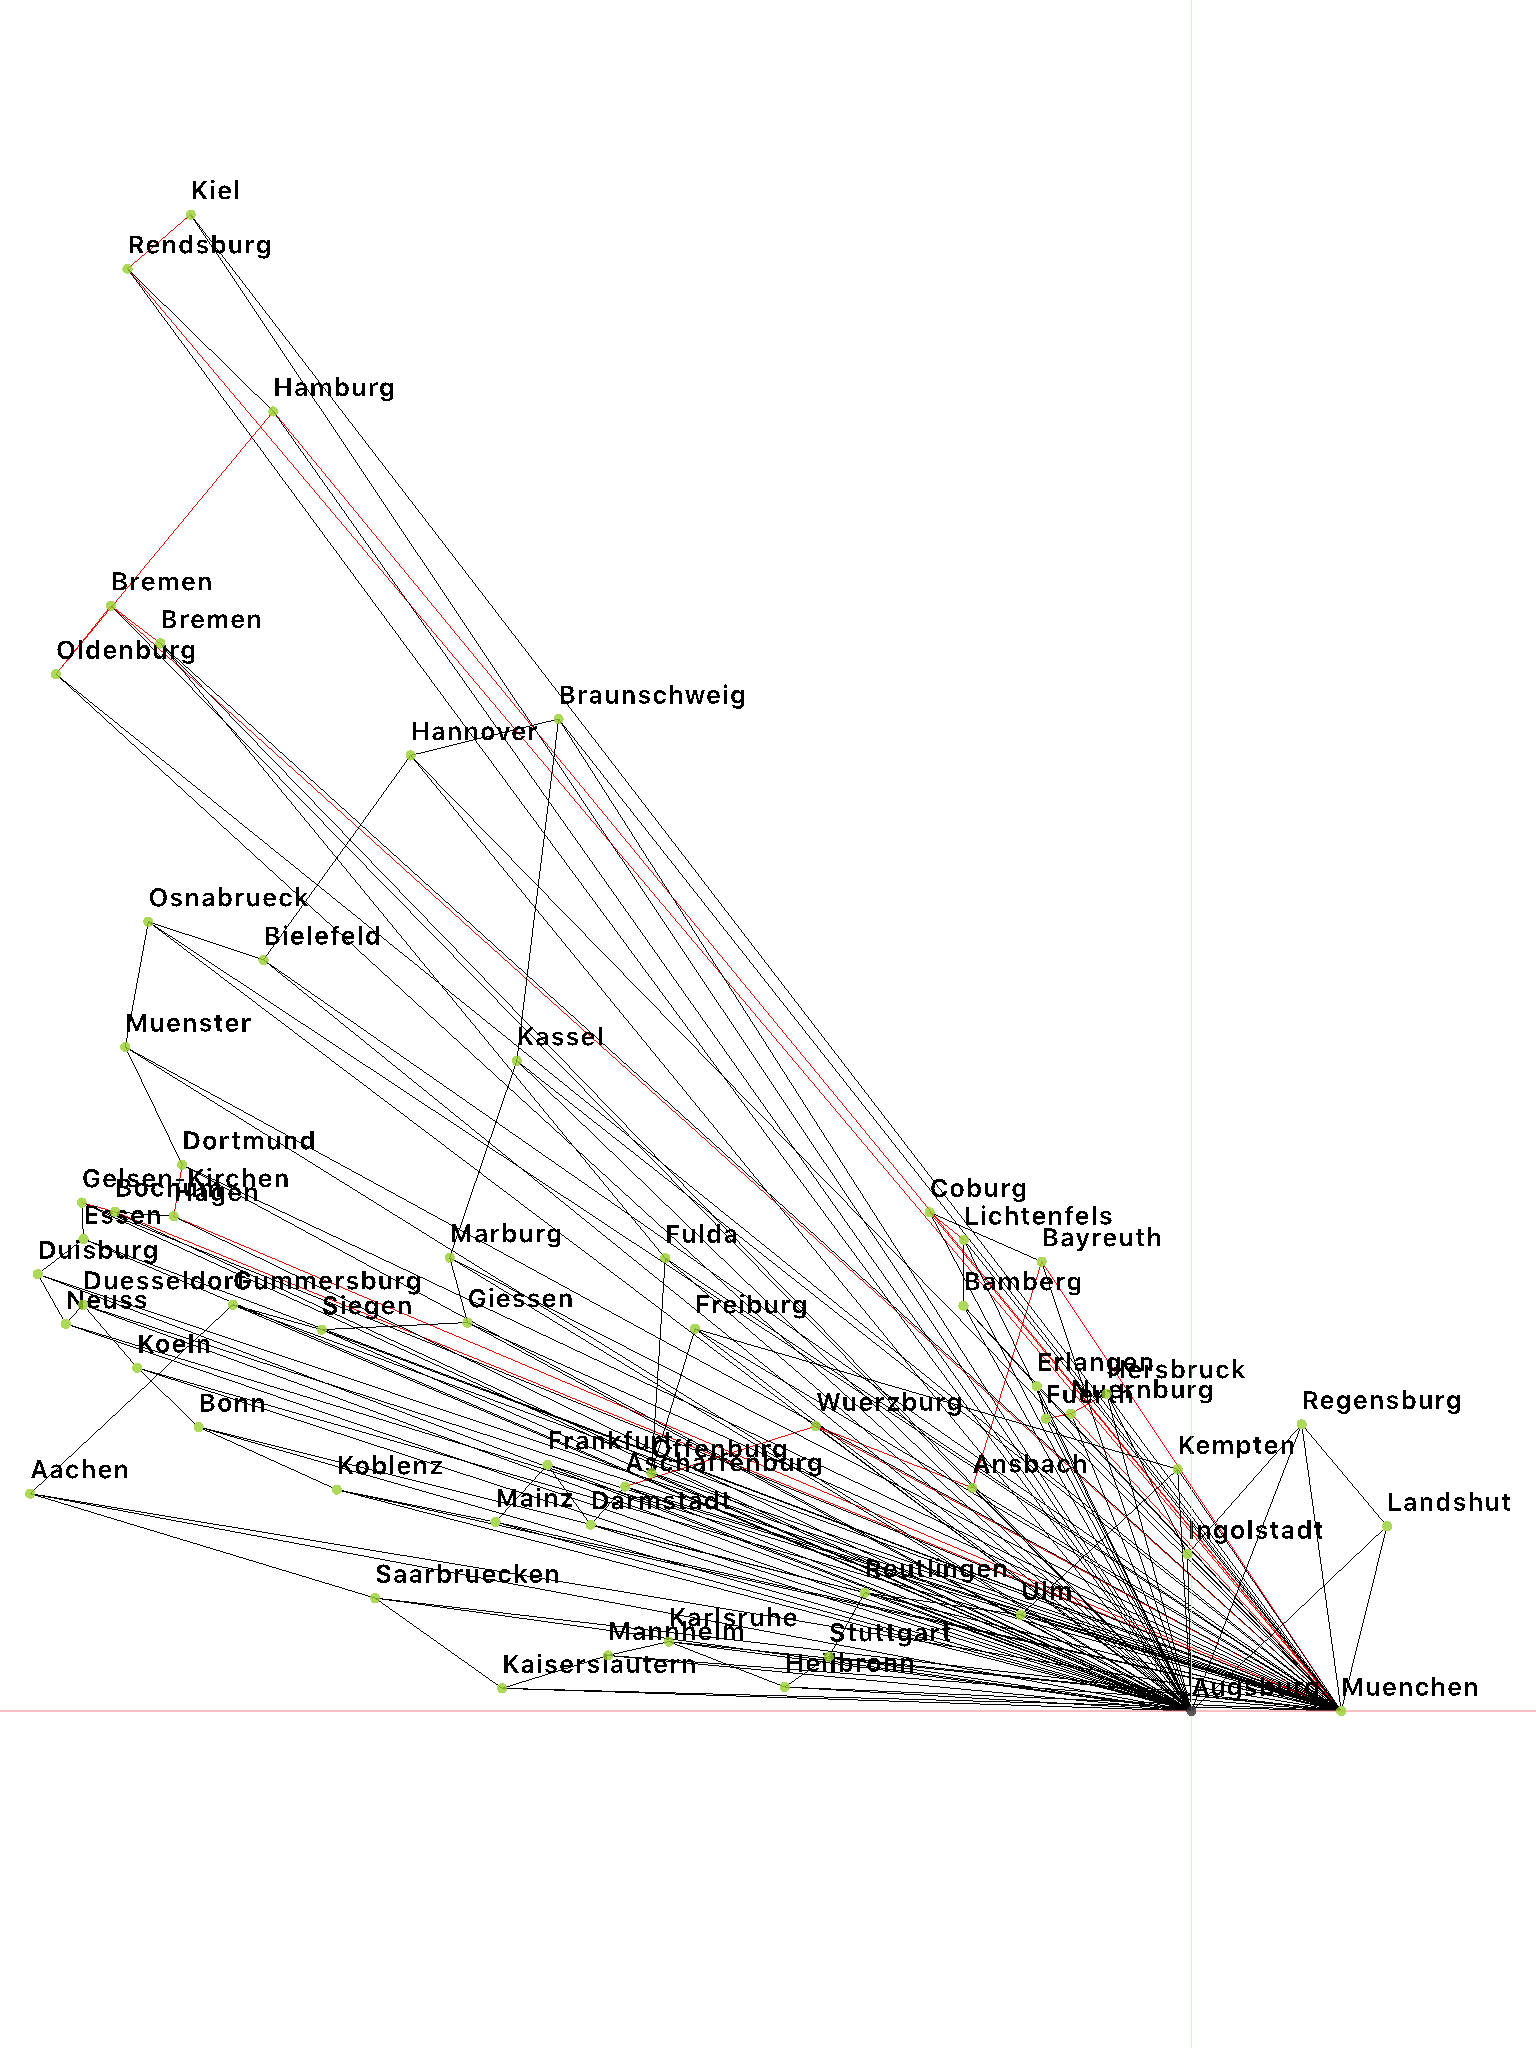 Kiel
Rendsburg
Hamburg
Bremen
Bremen
Oldenburg
Braunschweig
Hannover
Osnabrueck
Bielefeld
Muenster
Kassel
Dortmund
Gelsen-Kirchen
Bochum
Hagen
Coburg
Essen
Lichtenfels
Marburg
Fulda
Bayreuth
Duisburg
Duesseldorf
Gummersburg
Bamberg
Neuss
Siegen
Giessen
Freiburg
Koeln
Erlangen
Hersbruck
Fuerth
Nuernburg
Bonn
Wuerzburg
Regensburg
Frankfurt
Offenburg
Kempten
Aachen
Koblenz
Aschaffenburg
Ansbach
Mainz
Darmstadt
Landshut
Ingolstadt
Saarbruecken
Reutlingen
Ulm
Karlsruhe
Mannheim
Stuttgart
Kaiserslautern
Heilbronn
Augsburg
Muenchen